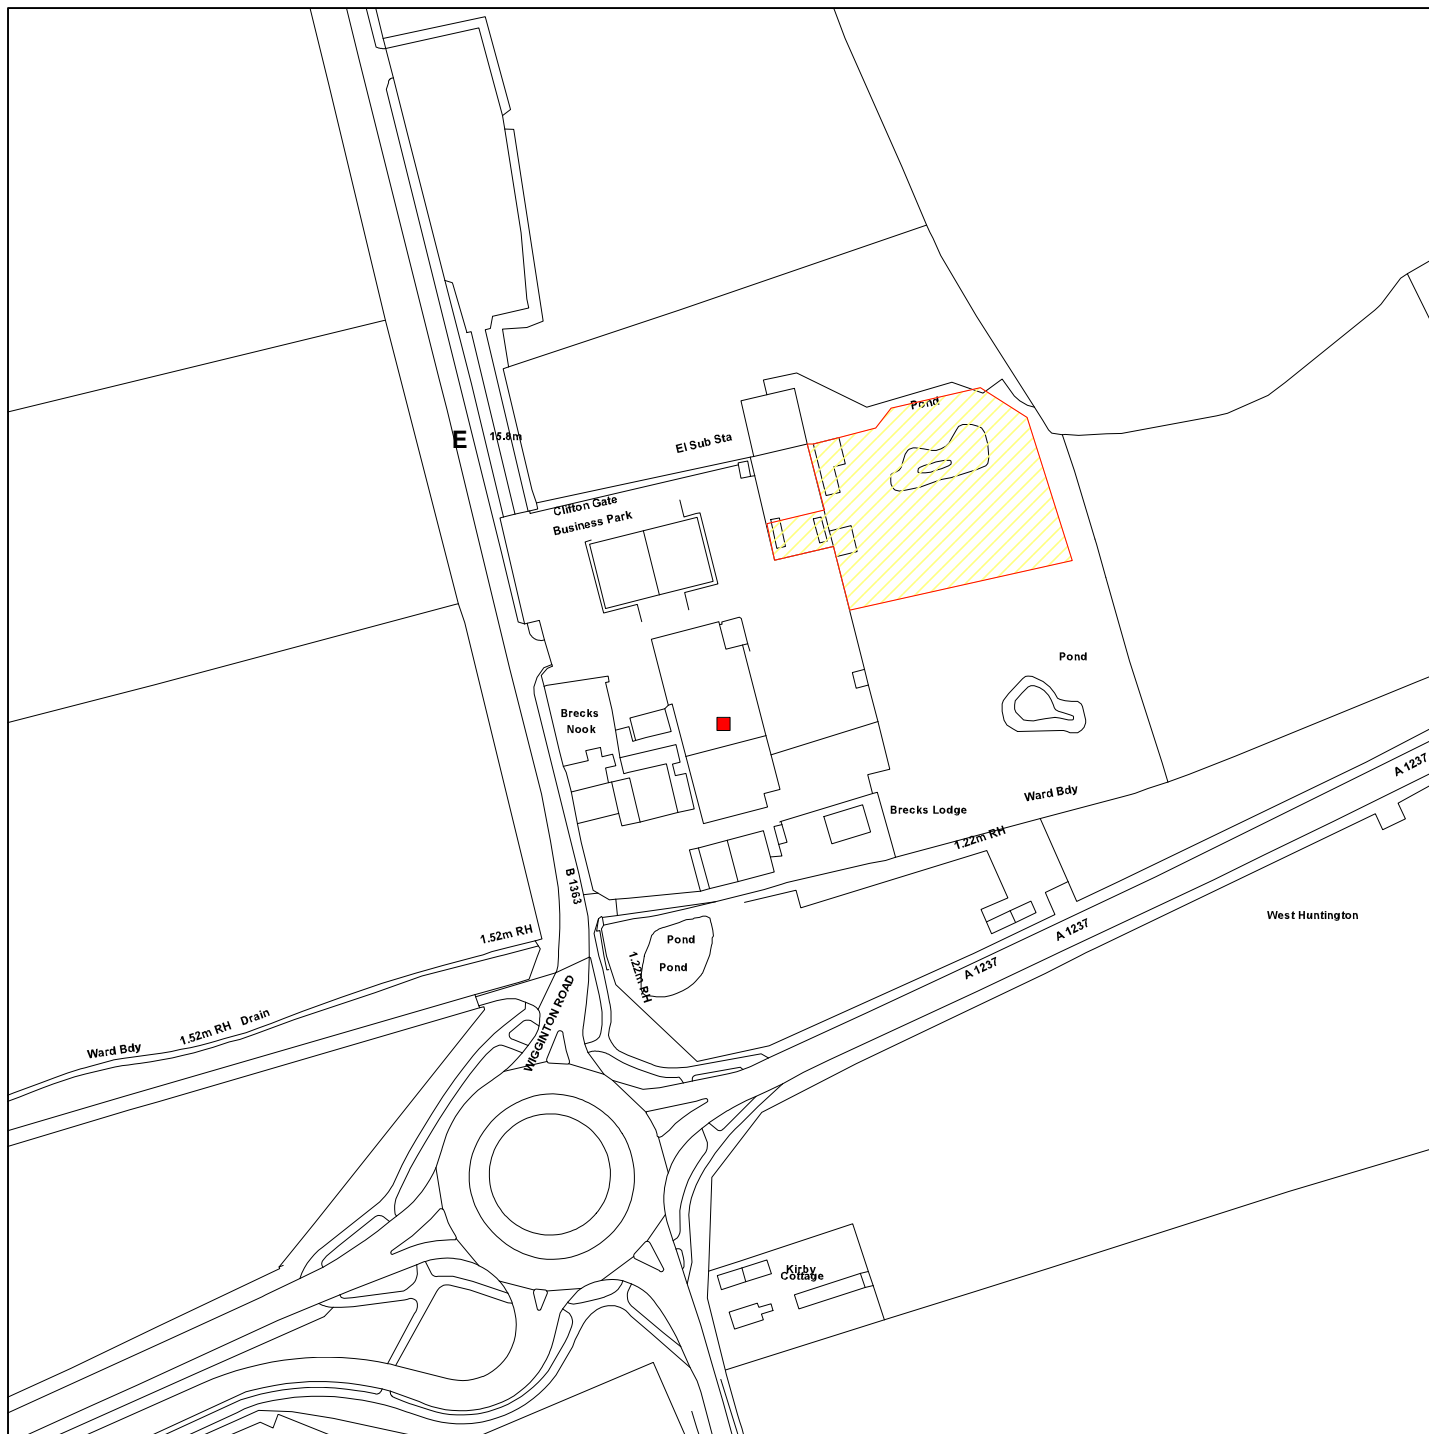 Pond
E
15.8m
El Sub Sta
Clifton Gate
Business Park
Pond
Brecks
Nook
A 1237
Ward Bdy
Brecks Lodge
1.22m RH
B 1363
West Huntington
A 1237
1.52m RH
Pond
Pond
A 1237
1.22m RH
WIGGINTON ROAD
1.52m RH
Drain
Ward Bdy
Kirby
Cottage